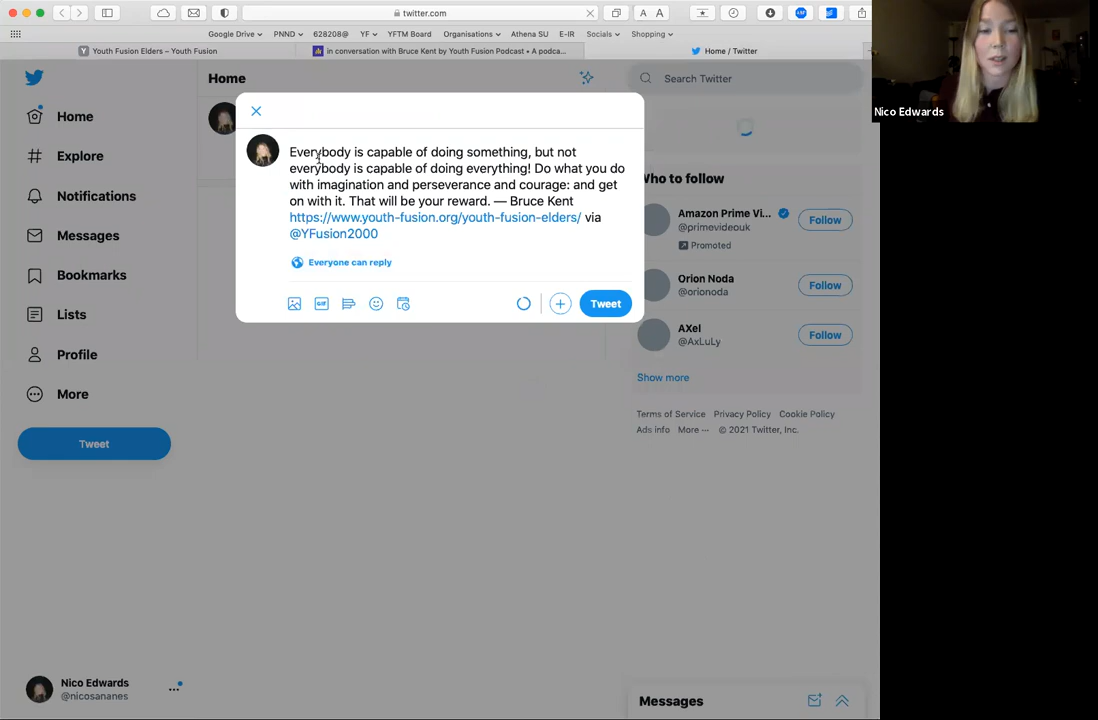 twitter.com
Google Drive
PNND
628208@
YF
YFTM Board
Organisations
Athena SU
E-IR
Socials
Shopping
Youth Fusion Elders – Youth Fusion
in conversation with Bruce Kent by Youth Fusion Podcast • A podca...
Home / Twitter
Home
Explore
Notifications
Messages
Bookmarks
Lists
Profile
More
Tweet
Nico Edwards
@nicosananes
Home
Everybody is capable of doing something, but not
everybody is capable of doing everything! Do what you do
with imagination and perseverance and courage: and get
on with it. That will be your reward. — Bruce Kent
https://www.youth-fusion.org/youth-fusion-elders/ via
@YFusion2000
Everyone can reply
GIF
Tweet
Search Twitter
Who to follow
Amazon Prime Vi...
@primevideouk
Promoted
Follow
Orion Noda
@orionoda
Follow
AXel
@AxLuLy
Follow
Show more
Terms of Service Privacy Policy Cookie Policy
Ads info More ··· © 2021 Twitter, Inc.
Messages
Nico Edwards